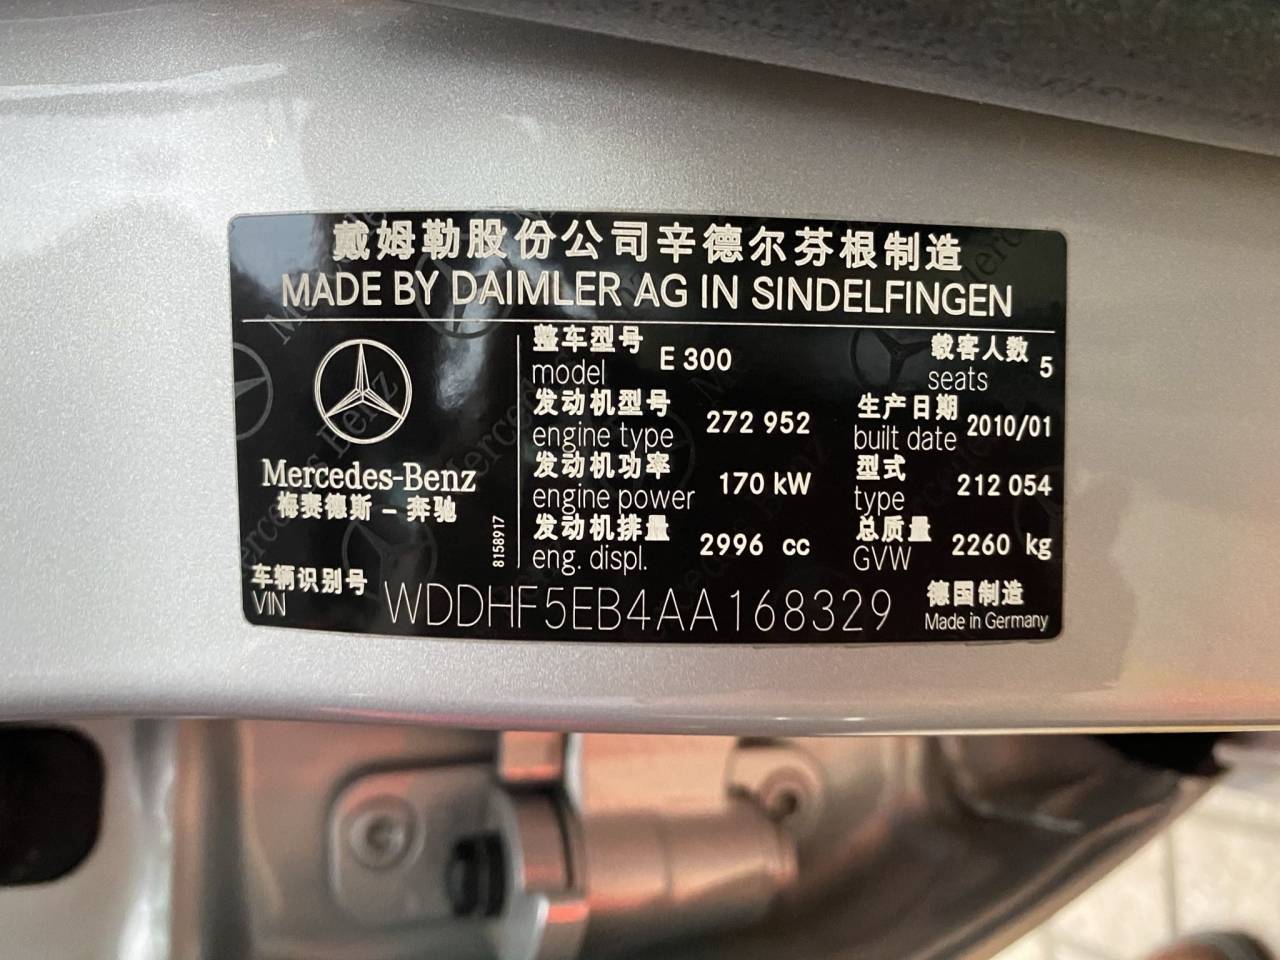 戴姆勒股份公司辛德尔芬根制造
MADE BY DAIMLER AG IN SINDELFINGEN
Mercedes-Benz
梅赛德斯－奔驰
8158917
整车型号
model
E 300
载客人数
seats
5
发动机型号
engine type
272 952
生产日期
built date
2010/01
发动机功率
engine power
170 kW
型式
type
212 054
发动机排量
eng. displ.
2996 cc
总质量
GVW
2260 kg
车辆识别号
VIN
WDDHF5EB4AA168329
德国制造
Made in Germany